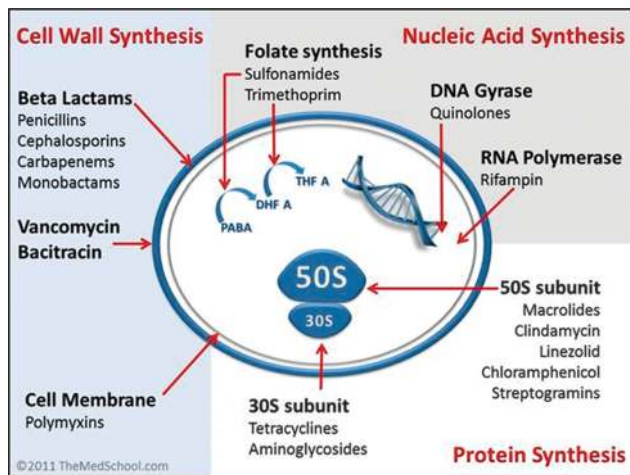 Cell Wall Synthesis
Beta Lactams
Penicillins
Cephalosporins
Carbapenems
Monobactams
Vancomycin
Bacitracin
Cell Membrane
Polymyxins
©2011 TheMedSchool.com
Folate synthesis
Sulfonamides
Trimethoprim
PABA
DHF A
THF A
Nucleic Acid Synthesis
DNA Gyrase
Quinolones
RNA Polymerase
Rifampin
50S
30S
50S subunit
Macrolides
Clindamycin
Linezolid
Chloramphenicol
Streptogramins
30S subunit
Tetracyclines
Aminoglycosides
Protein Synthesis